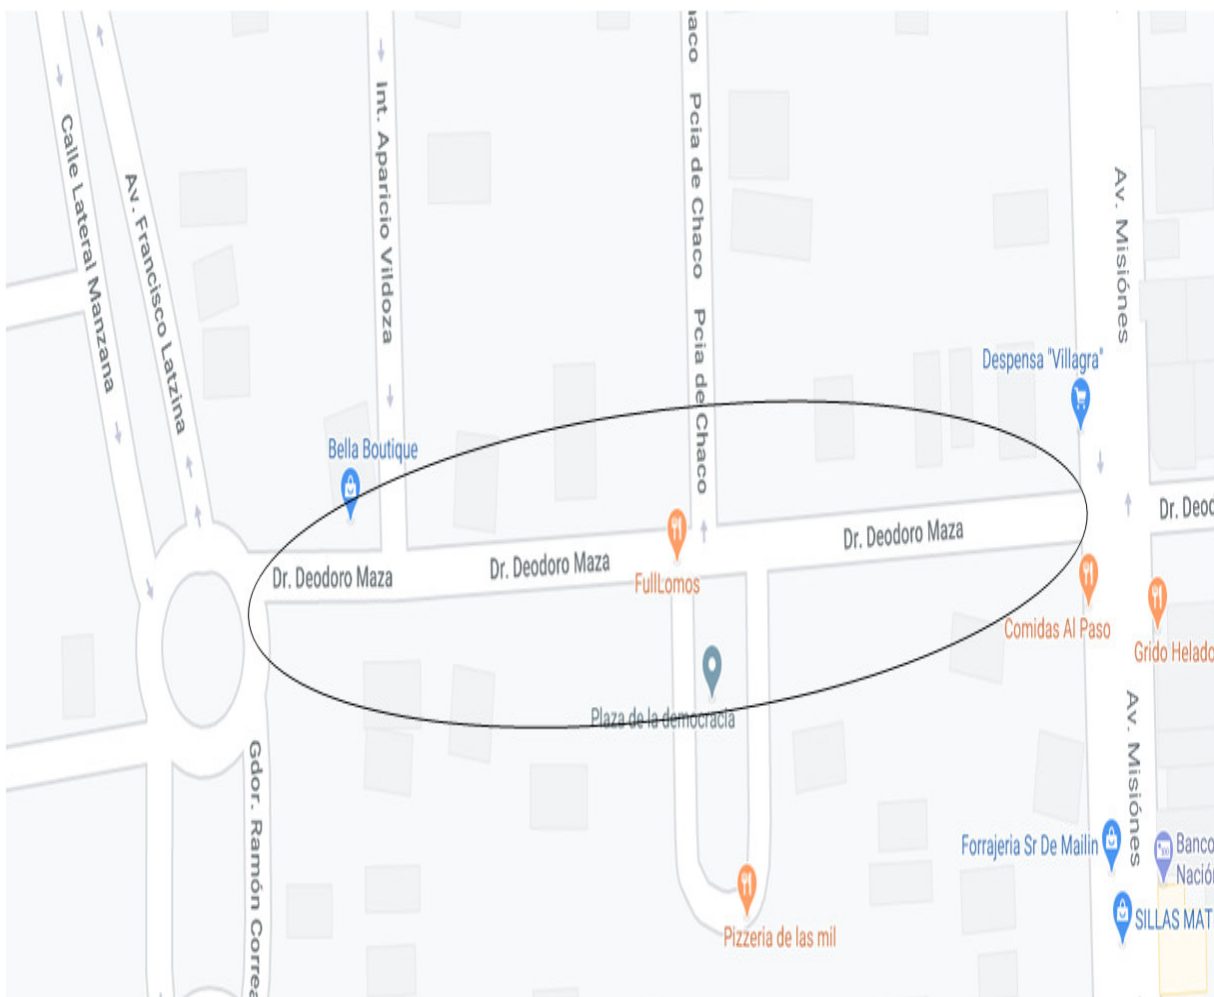 Calle Lateral Manzana
Av. Francisco Latzina
Int. Aparicio Vildoza
Pcia de Chaco
Pcia de Chaco
Av. Misiónes
Despensa "Villagra"
Bella Boutique
Dr. Deodoro Maza
Dr. Deodoro Maza
Dr. Deodoro Maza
Dr. Deod
FullLomos
Comidas Al Paso
Grido Helado
Plaza de la democracia
Gdor. Ramón Correa
Av. Misiónes
Forrajeria Sr De Mailin
Banco
Nación
SILLAS MAT
Pizzeria de las mil